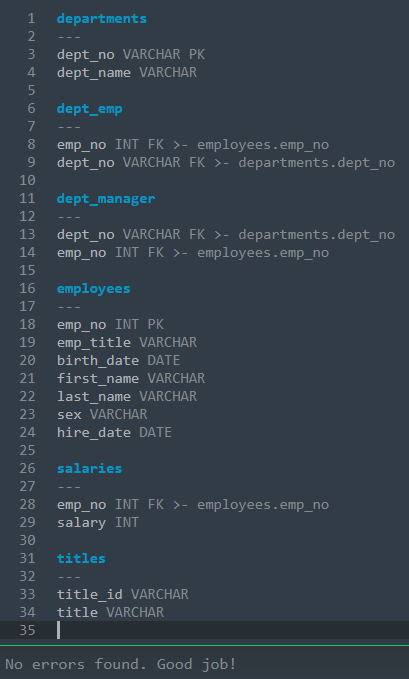 1 departments
2 ---
3 dept_no VARCHAR PK
4 dept_name VARCHAR
5
6 dept_emp
7 ---
8 emp_no INT FK >- employees.emp_no
9 dept_no VARCHAR FK >- departments.dept_no
10
11 dept_manager
12 ---
13 dept_no VARCHAR FK >- departments.dept_no
14 emp_no INT FK >- employees.emp_no
15
16 employees
17 ---
18 emp_no INT PK
19 emp_title VARCHAR
20 birth_date DATE
21 first_name VARCHAR
22 last_name VARCHAR
23 sex VARCHAR
24 hire_date DATE
25
26 salaries
27 ---
28 emp_no INT FK >- employees.emp_no
29 salary INT
30
31 titles
32 ---
33 title_id VARCHAR
34 title VARCHAR
35
No errors found. Good job!